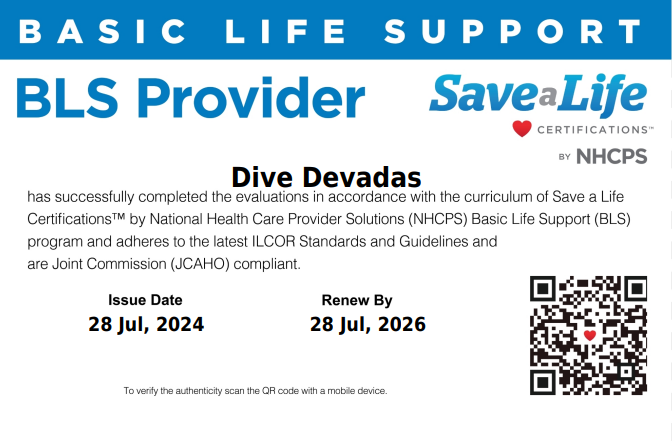 BASIC LIFE SUPPORT
BLS Provider
Save a Life
CERTIFICATIONS™
BY NHCPS
Dive Devadas
has successfully completed the evaluations in accordance with the curriculum of Save a Life
Certifications™ by National Health Care Provider Solutions (NHCPS) Basic Life Support (BLS)
program and adheres to the latest ILCOR Standards and Guidelines and
are Joint Commission (JCAHO) compliant.
Issue Date
Renew By
28 Jul, 2024
28 Jul, 2026
To verify the authenticity scan the QR code with a mobile device.